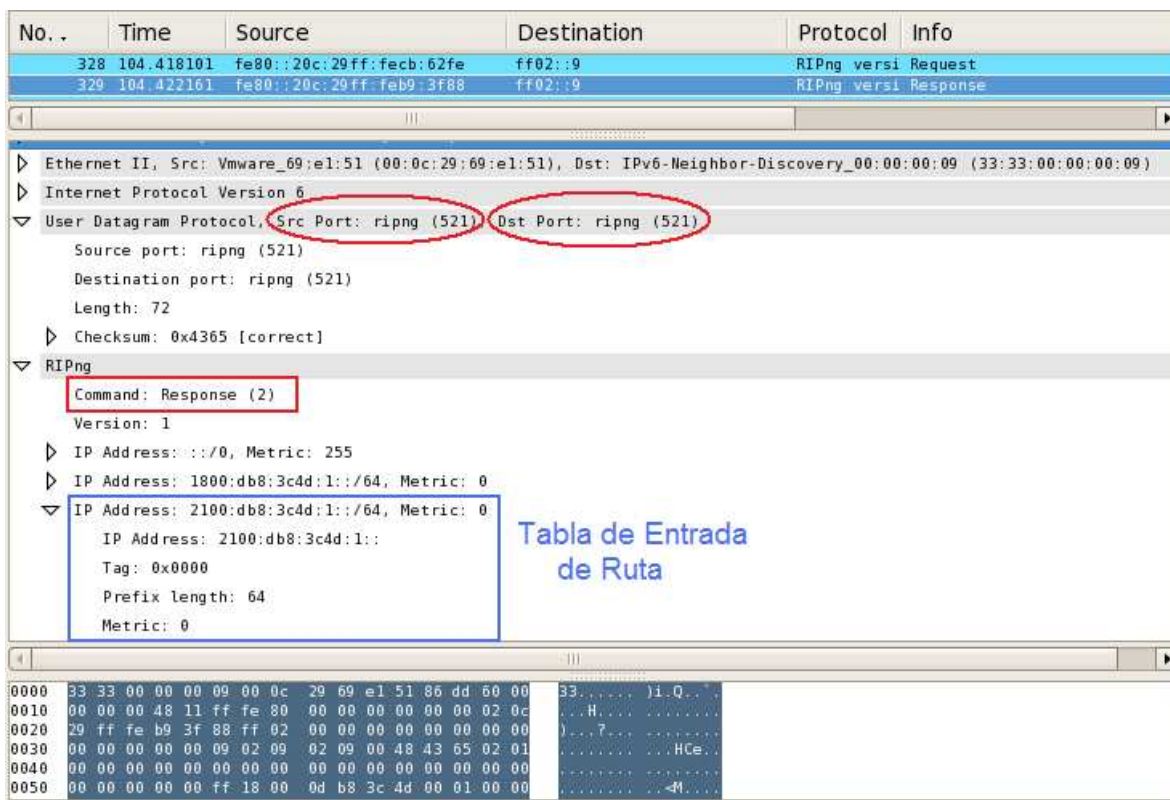 No. . Time Source Destination Protocol Info
328 104.418101 fe80::20c:29ff:fecb:62fe ff02::9 RIPng versi Request
329 104.422161 fe80::20c:29ff:feb9:3f88 ff02::9 RIPng versi Response
Ethernet II, Src: Vmware_69:e1:51 (00:0c:29:69:e1:51), Dst: IPv6-Neighbor-Discovery_00:00:00:09 (33:33:00:00:00:09)
Internet Protocol Version 6
User Datagram Protocol, Src Port: ripng (521), Dst Port: ripng (521)
Source port: ripng (521)
Destination port: ripng (521)
Length: 72
Checksum: 0x4365 [correct]
RIPng
Command: Response (2)
Version: 1
IP Address: ::/0, Metric: 255
IP Address: 1800:db8:3c4d:1::/64, Metric: 0
IP Address: 2100:db8:3c4d:1::/64, Metric: 0
IP Address: 2100:db8:3c4d:1::
Tag: 0x0000
Prefix length: 64
Metric: 0
Tabla de Entrada
de Ruta
0000 33 33 00 00 00 09 00 0c 29 69 e1 51 86 dd 60 00 33...... )i.Q..`.
0010 00 00 00 48 11 ff fe 80 00 00 00 00 00 00 02 0c ...H.... ........
0020 29 ff fe b9 3f 88 ff 02 00 00 00 00 00 00 00 00 )...?... ........
0030 00 00 00 00 00 09 02 09 02 09 00 48 43 65 02 01 ........ ...HCe..
0040 00 00 00 00 00 00 00 00 00 00 00 00 00 00 00 00 ........ ........
0050 00 00 00 00 00 ff 18 00 0d b8 3c 4d 00 01 00 00 ........ ..<M....